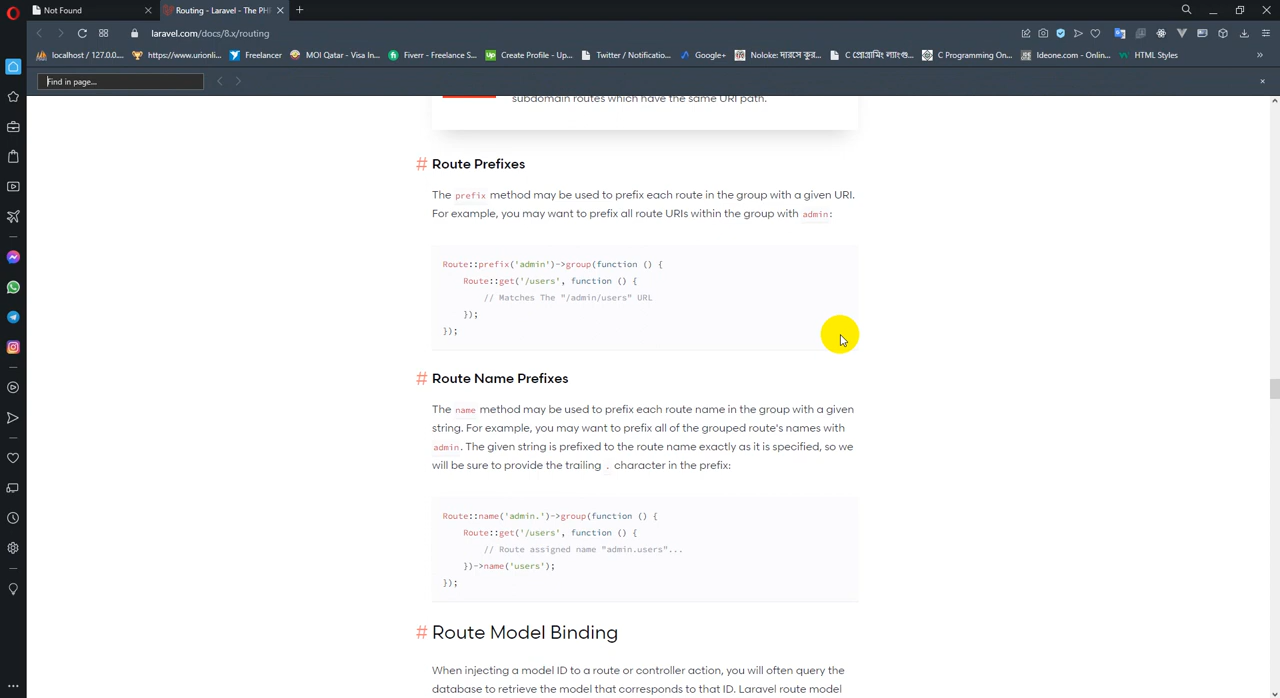 Not Found
Routing - Laravel - The PH
laravel.com/docs/8.x/routing
localhost / 127.0.0....
https://www.urionli...
Freelancer
MOI Qatar - Visa In...
Fiverr - Freelance S...
Up Create Profile - Up...
Twitter / Notificatio...
Google+
Noloke: দারসে কুর...
C প্রোগ্রামিং ল্যাংগু...
C Programming On...
Ideone.com - Onlin...
HTML Styles
»
Find in page...
subdomain routes which have the same URI path.
# Route Prefixes
The prefix method may be used to prefix each route in the group with a given URI.
For example, you may want to prefix all route URIs within the group with admin:
Route::prefix('admin')->group(function () {
Route::get('/users', function () {
// Matches The "/admin/users" URL
});
});
# Route Name Prefixes
The name method may be used to prefix each route name in the group with a given
string. For example, you may want to prefix all of the grouped route's names with
admin. The given string is prefixed to the route name exactly as it is specified, so we
will be sure to provide the trailing . character in the prefix:
Route::name('admin.')->group(function () {
Route::get('/users', function () {
// Route assigned name "admin.users"...
})->name('users');
});
# Route Model Binding
When injecting a model ID to a route or controller action, you will often query the
database to retrieve the model that corresponds to that ID. Laravel route model